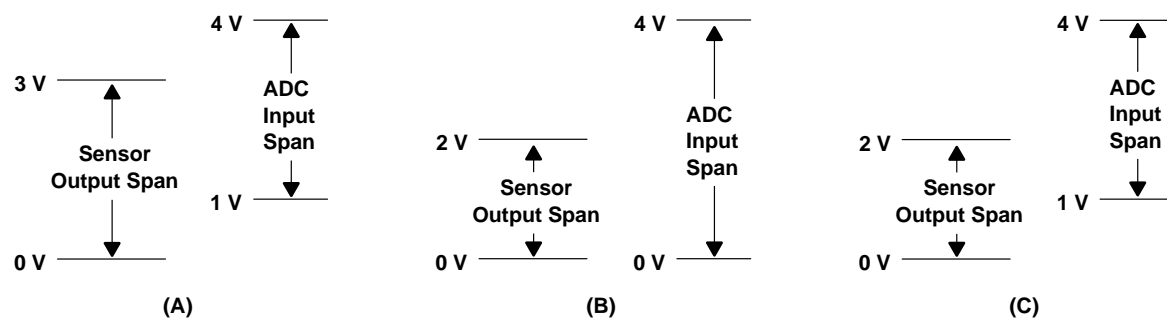 4 V
3 V
ADC
Input
Span
Sensor
Output Span
1 V
0 V
(A)
4 V
ADC
Input
Span
2 V
Sensor
Output Span
0 V
0 V
(B)
4 V
ADC
Input
Span
2 V
Sensor
Output Span
1 V
0 V
(C)